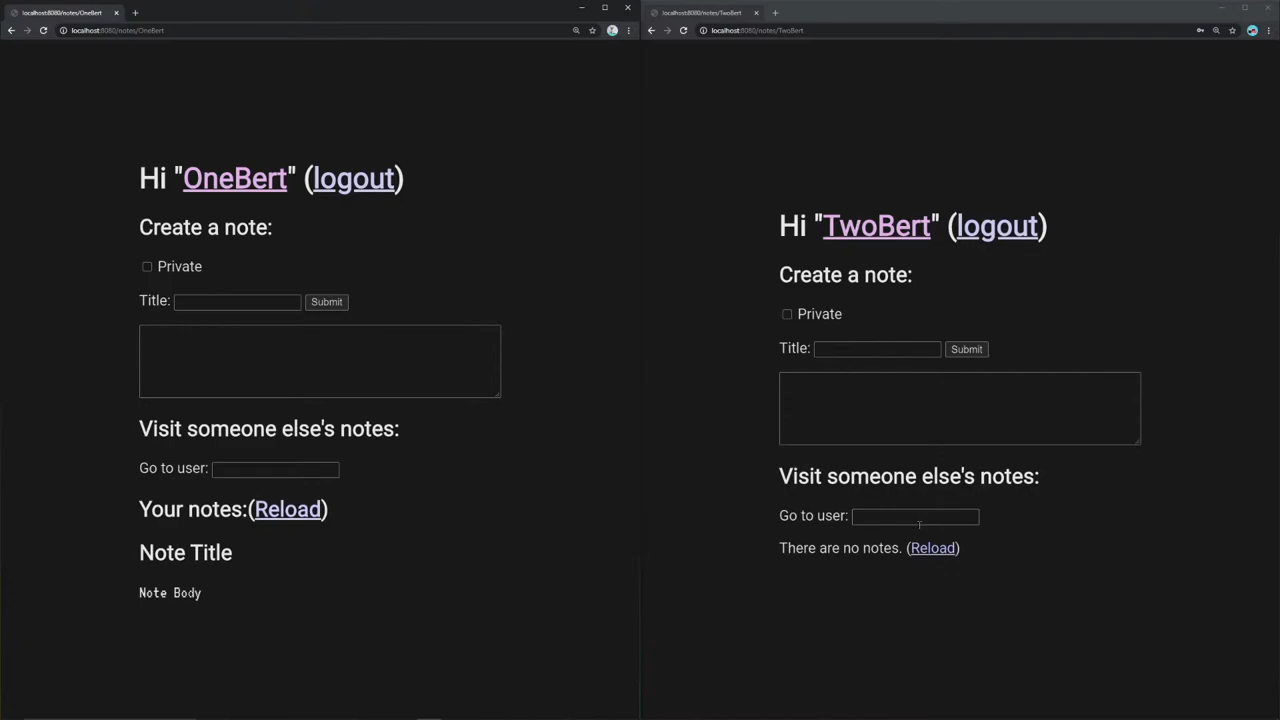 localhost:8080/notes/OneBert
localhost:8080/notes/OneBert
Hi "OneBert" (logout)
Create a note:
Private
Title:
Submit
Visit someone else's notes:
Go to user:
Your notes:(Reload)
Note Title
Note Body
localhost:8080/notes/TwoBert
localhost:8080/notes/TwoBert
Hi "TwoBert" (logout)
Create a note:
Private
Title:
Submit
Visit someone else's notes:
Go to user:
There are no notes. (Reload)